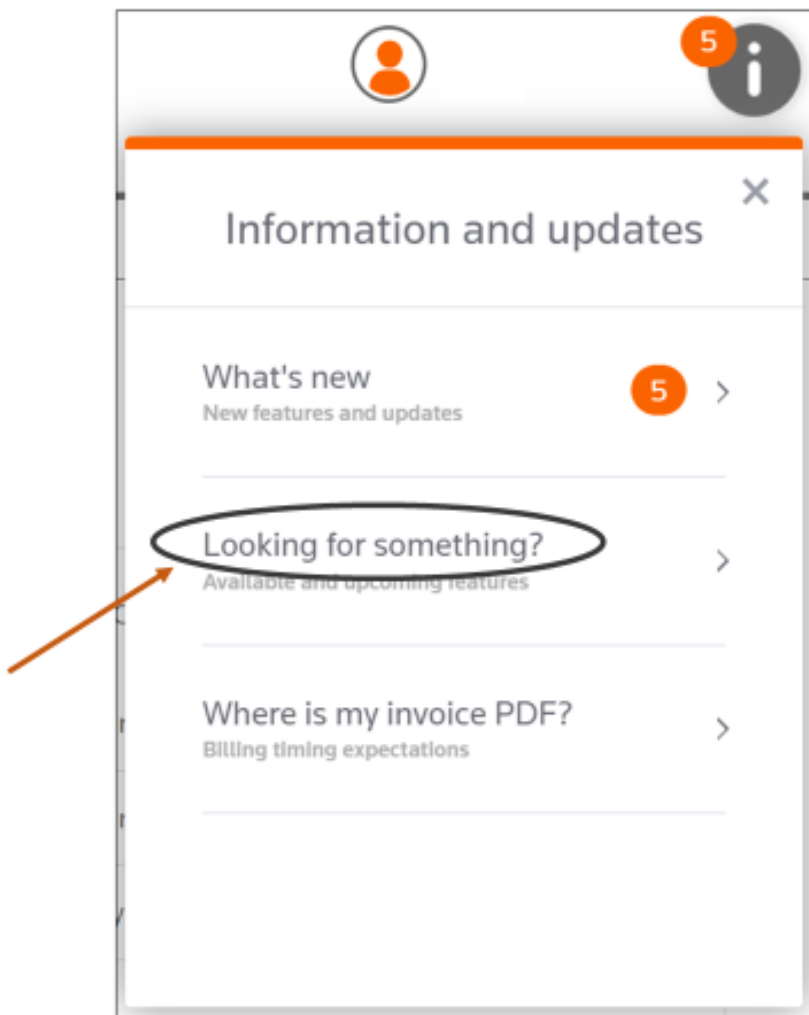 5
i
Information and updates
What's new
5
New features and updates
Looking for something?
Available and upcoming features
Where is my invoice PDF?
Billing timing expectations